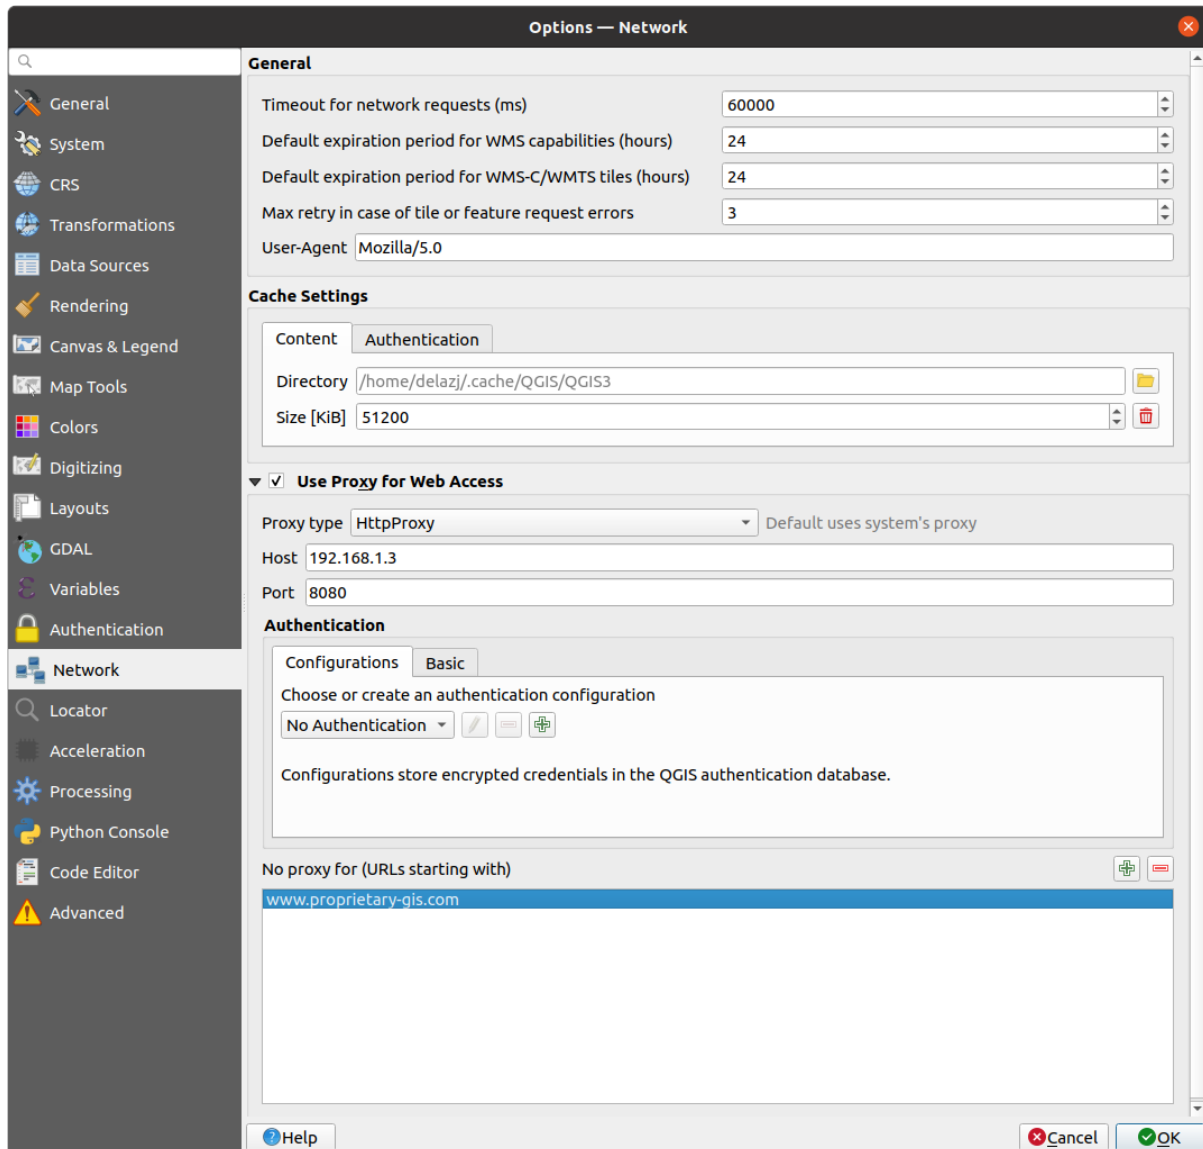 Options — Network
General
System
CRS
Transformations
Data Sources
Rendering
Canvas & Legend
Map Tools
Colors
Digitizing
Layouts
GDAL
Variables
Authentication
Network
Locator
Acceleration
Processing
Python Console
Code Editor
Advanced
General
Timeout for network requests (ms) 60000
Default expiration period for WMS capabilities (hours) 24
Default expiration period for WMS-C/WMTS tiles (hours) 24
Max retry in case of tile or feature request errors 3
User-Agent Mozilla/5.0
Cache Settings
Content Authentication
Directory /home/delazj/.cache/QGIS/QGIS3
Size [KiB] 51200
Use Proxy for Web Access
Proxy type HttpProxy Default uses system's proxy
Host 192.168.1.3
Port 8080
Authentication
Configurations Basic
Choose or create an authentication configuration
No Authentication
Configurations store encrypted credentials in the QGIS authentication database.
No proxy for (URLs starting with)
www.proprietary-gis.com
Help Cancel OK